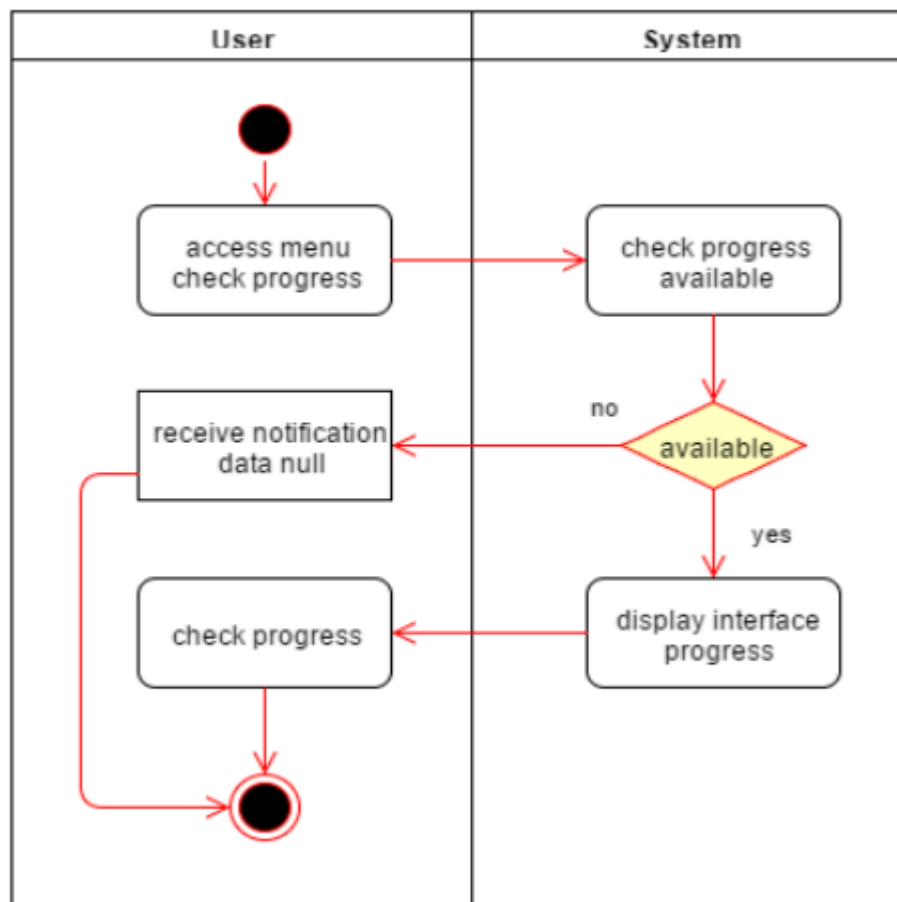 User
System
access menu
check progress
check progress
available
no
receive notification
data null
available
yes
check progress
display interface
progress